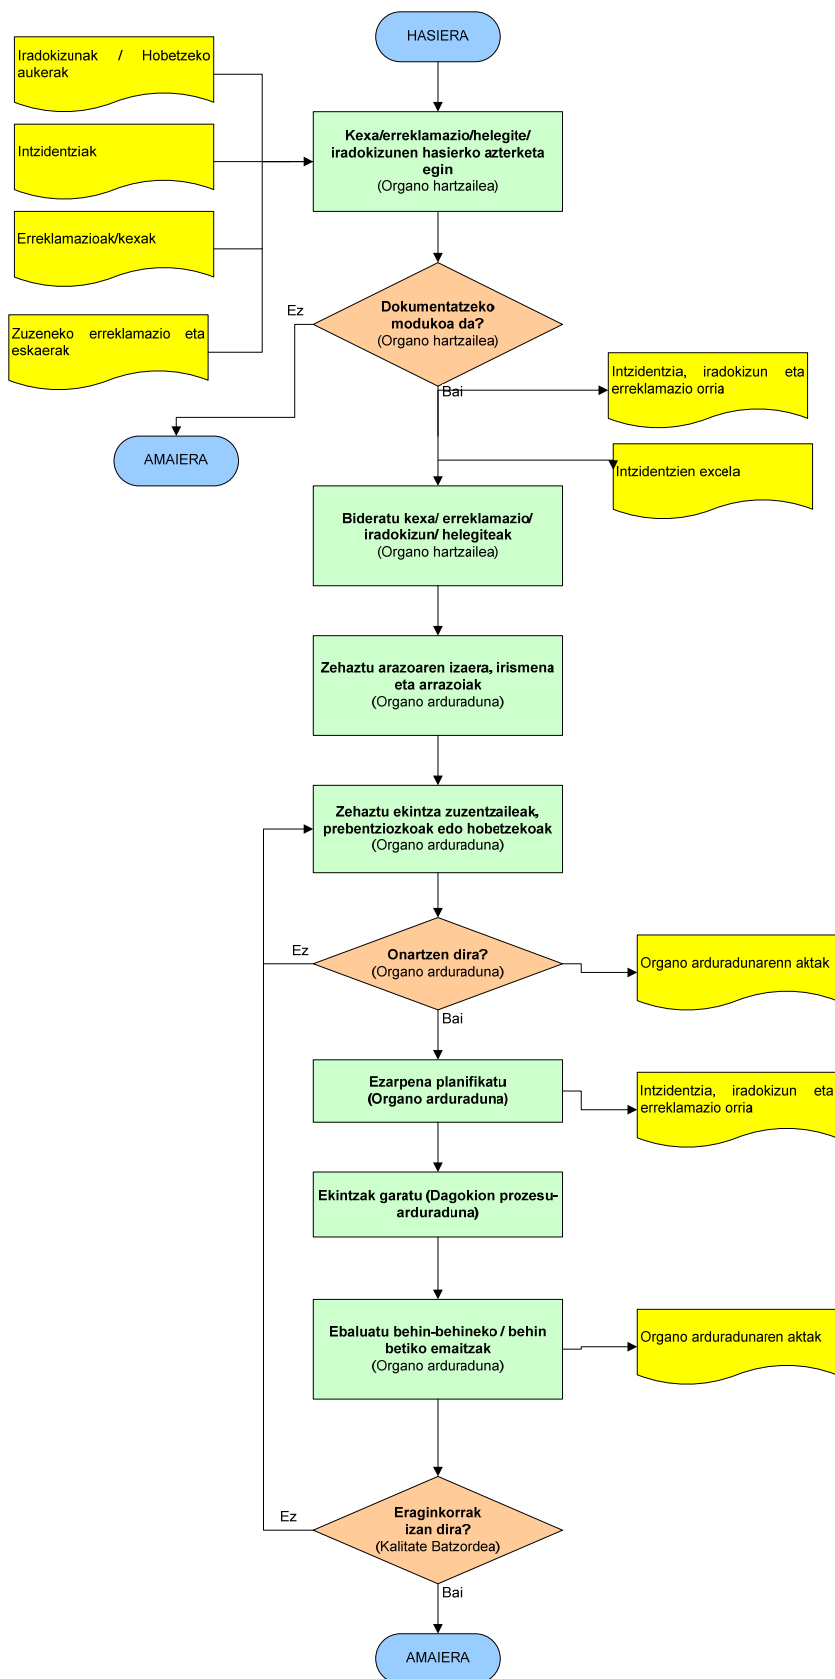 HASIERA
Iradokizunak / Hobetzeko
aukerak
Intzidentziak
Erreklamazioak/kexak
Zuzeneko erreklamazio eta
eskaerak
Kexa/erreklamazio/helegite/
iradokizunen hasierko azterketa
egin
(Organo hartzailea)
Ez
Dokumentatzeko
modukoa da?
(Organo hartzailea)
Bai
AMAIERA
Intzidentzia, iradokizun eta
erreklamazio orria
Intzidentzien excela
Bideratu kexa/ erreklamazio/
iradokizun/ helegiteak
(Organo hartzailea)
Zehaztu arazoaren izaera, irismena
eta arrazoiak
(Organo arduraduna)
Zehaztu ekintza zuzentzaileak,
prebentziozkoak edo hobetzekoak
(Organo arduraduna)
Ez
Onartzen dira?
(Organo arduraduna)
Bai
Organo arduradunarenn aktak
Ezarpena planifikatu
(Organo arduraduna)
Intzidentzia, iradokizun eta
erreklamazio orria
Ekintzak garatu (Dagokion prozesu-
arduraduna)
Ebaluatu behin-behineko / behin
betiko emaitzak
(Organo arduraduna)
Organo arduradunaren aktak
Ez
Eraginkorrak
izan dira?
(Kalitate Batzordea)
Bai
AMAIERA